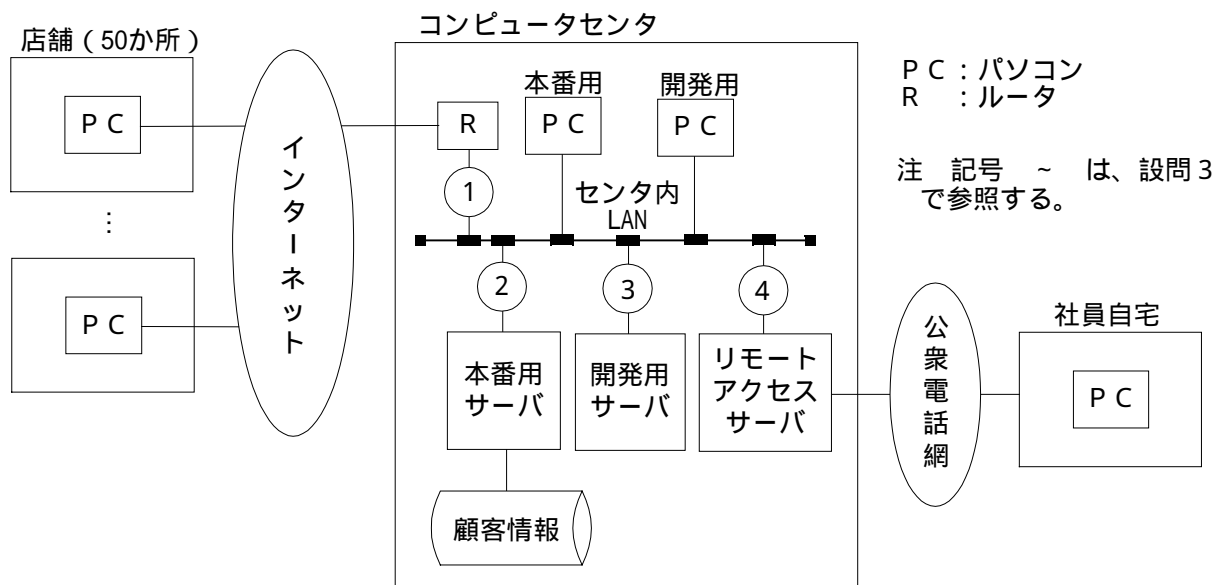 コンピュータセンタ
店舗（50か所）
PC
⋮
PC
インターネット
R
本番用
PC
開発用
PC
1
センタ内
LAN
2
3
4
本番用
サーバ
開発用
サーバ
リモート
アクセス
サーバ
顧客情報
公衆電話網
社員自宅
PC
PC：パソコン
R　：ルータ
注　記号　~　は、設問3
で参照する。